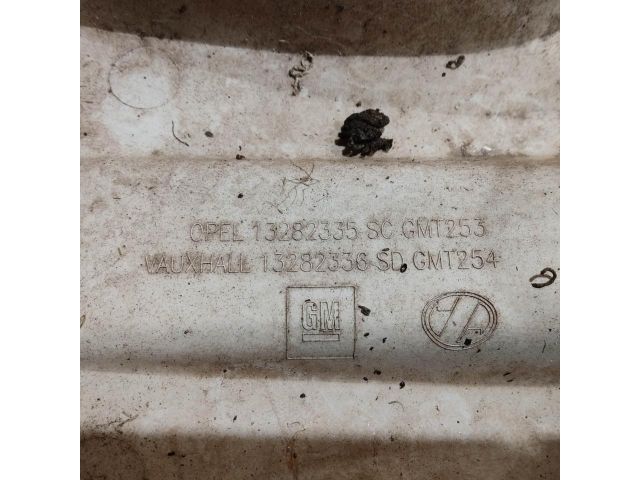 OPEL 13282335 SC GMT253
VAUXHALL 13282336 SD GMT254
GM